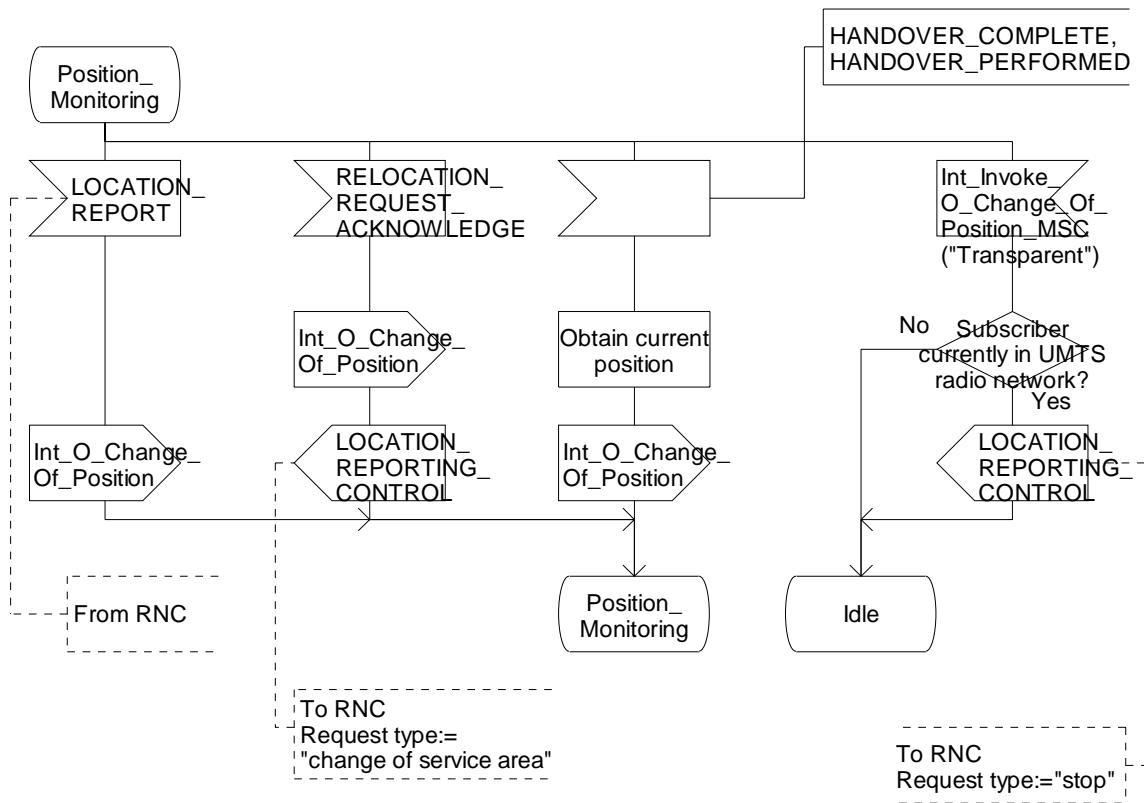 HANDOVER_COMPLETE,
HANDOVER_PERFORMED
Position_
Monitoring
LOCATION_
REPORT
RELOCATION_
REQUEST_
ACKNOWLEDGE
Int_Invoke_
O_Change_Of_
Position_MSC
("Transparent")
Int_O_Change_
Of_Position
Obtain current
position
No
Subscriber
currently in UMTS
radio network?
Yes
Int_O_Change_
Of_Position
LOCATION_
REPORTING_
CONTROL
Int_O_Change_
Of_Position
LOCATION_
REPORTING_
CONTROL
From RNC
Position_
Monitoring
Idle
To RNC
Request type:=
"change of service area"
To RNC
Request type:="stop"